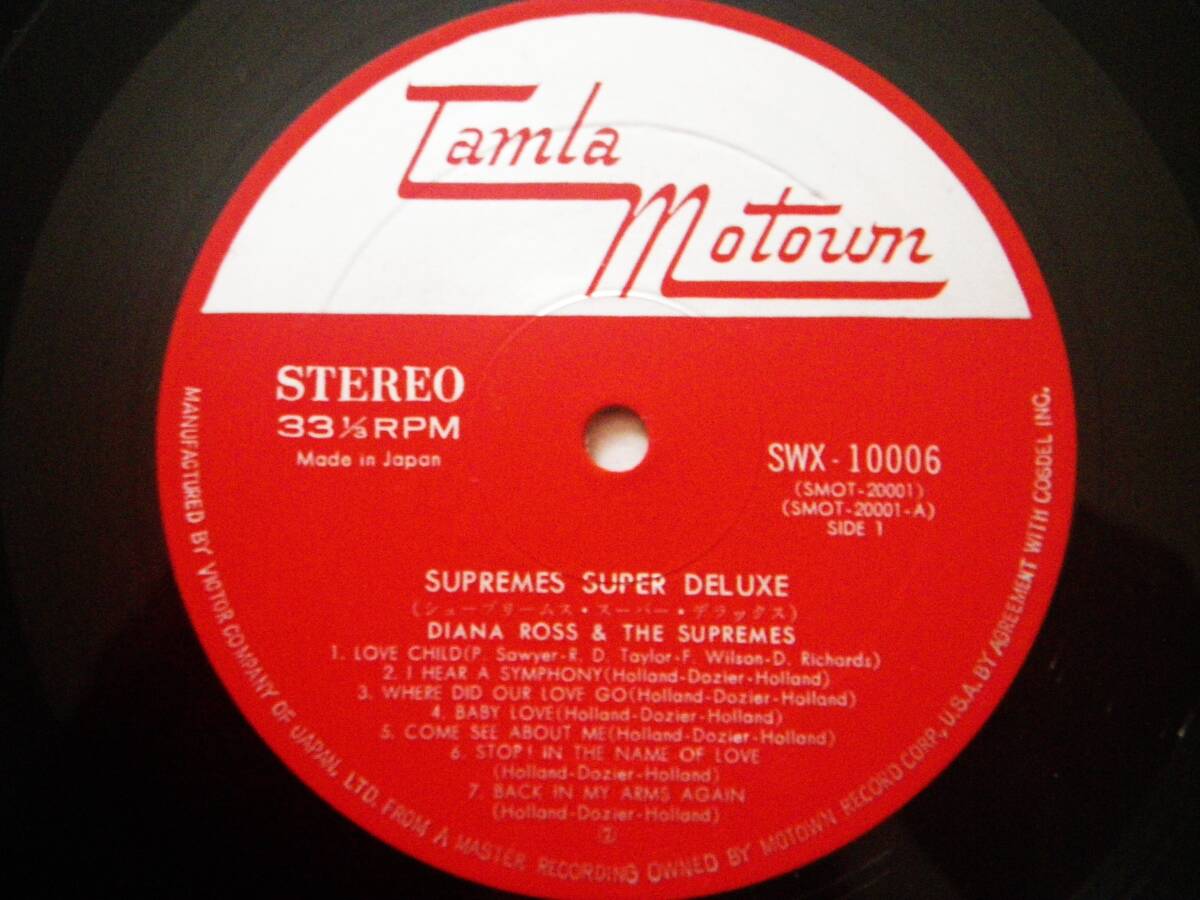 Tamla
Motown
STEREO
33 ⅓ RPM
Made in Japan
SWX-10006
(SMOT-20001)
(SMOT-20001-A)
SIDE 1
SUPREMES SUPER DELUXE
(シュープリームス・スーパー・デラックス)
DIANA ROSS & THE SUPREMES
1. LOVE CHILD(P. Sawyer-R. D. Taylor-F. Wilson-D. Richards)
2. I HEAR A SYMPHONY(Holland-Dozier-Holland)
3. WHERE DID OUR LOVE GO(Holland-Dozier-Holland)
4. BABY LOVE(Holland-Dozier-Holland)
5. COME SEE ABOUT ME(Holland-Dozier-Holland)
6. STOP! IN THE NAME OF LOVE
(Holland-Dozier-Holland)
7. BACK IN MY ARMS AGAIN
(Holland-Dozier-Holland)
MANUFACTURED BY VICTOR COMPANY OF JAPAN, LTD. FROM A MASTER RECORDING OWNED BY MOTOWN RECORD CORP., U.S.A. BY AGREEMENT WITH COGDEL INC.